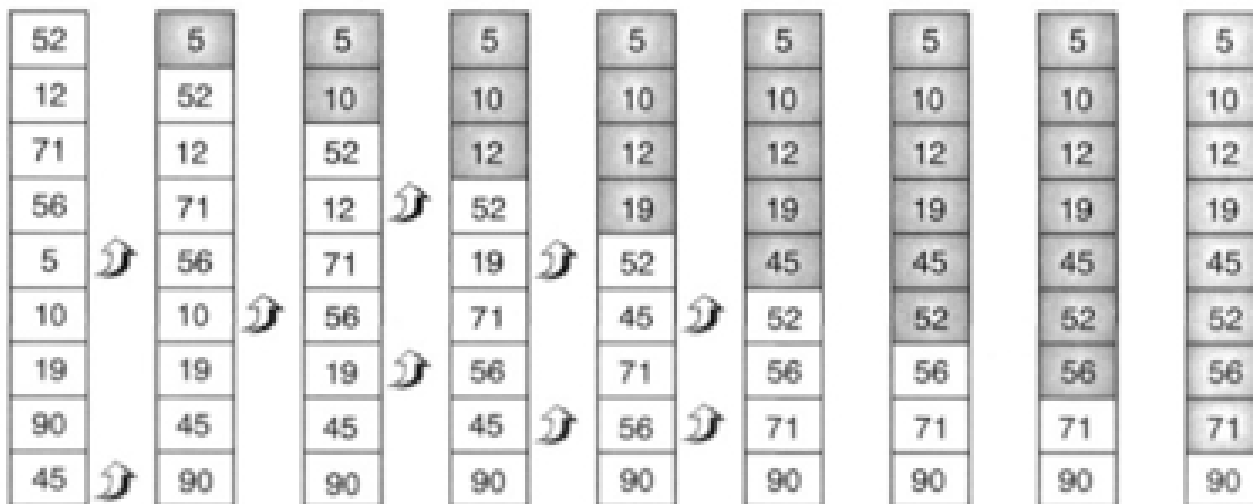 52 5 5 5 5 5 5 5 5
12 52 10 10 10 10 10 10 10
71 12 52 12 12 12 12 12 12
56 71 12 52 19 19 19 19 19
5 56 71 19 52 45 45 45 45
10 10 56 71 45 52 52 52 52
19 19 19 56 71 56 56 56 56
90 45 45 45 56 71 71 71 71
45 90 90 90 90 90 90 90 90